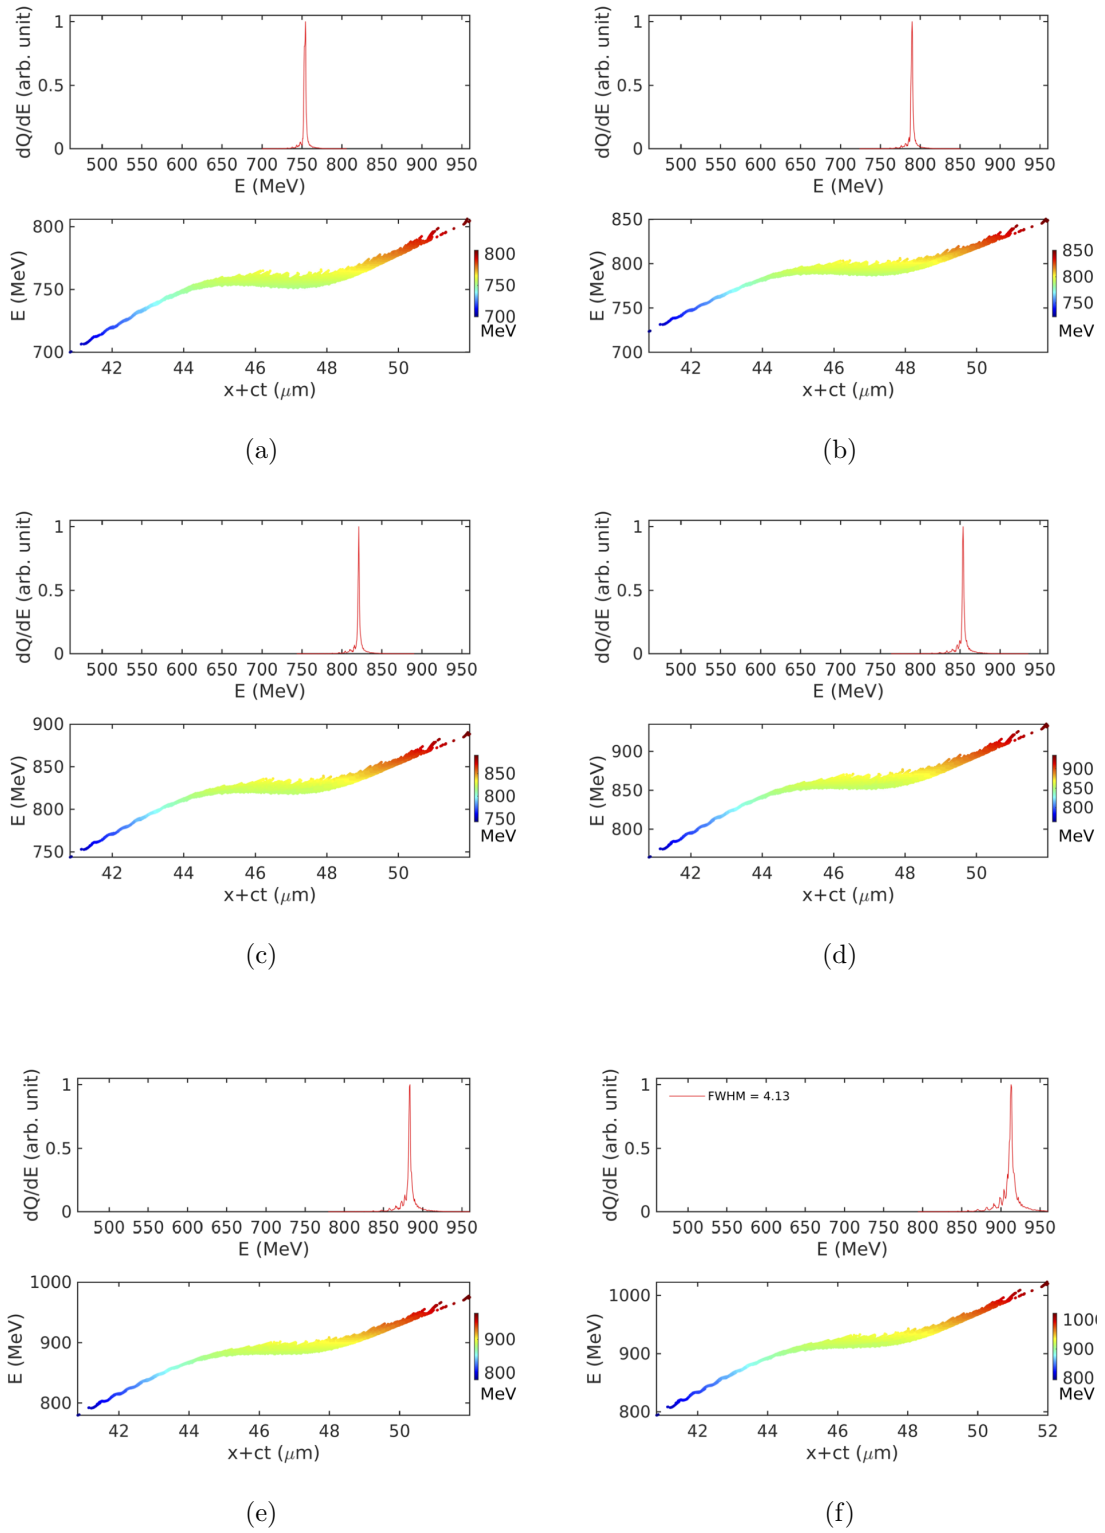 dQ/dE (arb. unit)
1
0.5
0
500 550 600 650 700 750 800 850 900 950
E (MeV)
E (MeV)
800
750
700
42 44 46 48 50
x+ct (μm)
800
750
700
MeV
(a)
dQ/dE (arb. unit)
1
0.5
0
500 550 600 650 700 750 800 850 900 950
E (MeV)
E (MeV)
850
800
750
700
42 44 46 48 50
x+ct (μm)
850
800
750
MeV
(b)
dQ/dE (arb. unit)
1
0.5
0
500 550 600 650 700 750 800 850 900 950
E (MeV)
E (MeV)
900
850
800
750
42 44 46 48 50
x+ct (μm)
850
800
750
MeV
(c)
dQ/dE (arb. unit)
1
0.5
0
500 550 600 650 700 750 800 850 900 950
E (MeV)
E (MeV)
900
850
800
42 44 46 48 50
x+ct (μm)
900
850
800
MeV
(d)
dQ/dE (arb. unit)
1
0.5
0
500 550 600 650 700 750 800 850 900 950
E (MeV)
E (MeV)
1000
900
800
42 44 46 48 50
x+ct (μm)
900
800
MeV
(e)
dQ/dE (arb. unit)
1
0.5
0
FWHM = 4.13
500 550 600 650 700 750 800 850 900 950
E (MeV)
E (MeV)
1000
900
800
42 44 46 48 50 52
x+ct (μm)
1000
900
800
MeV
(f)